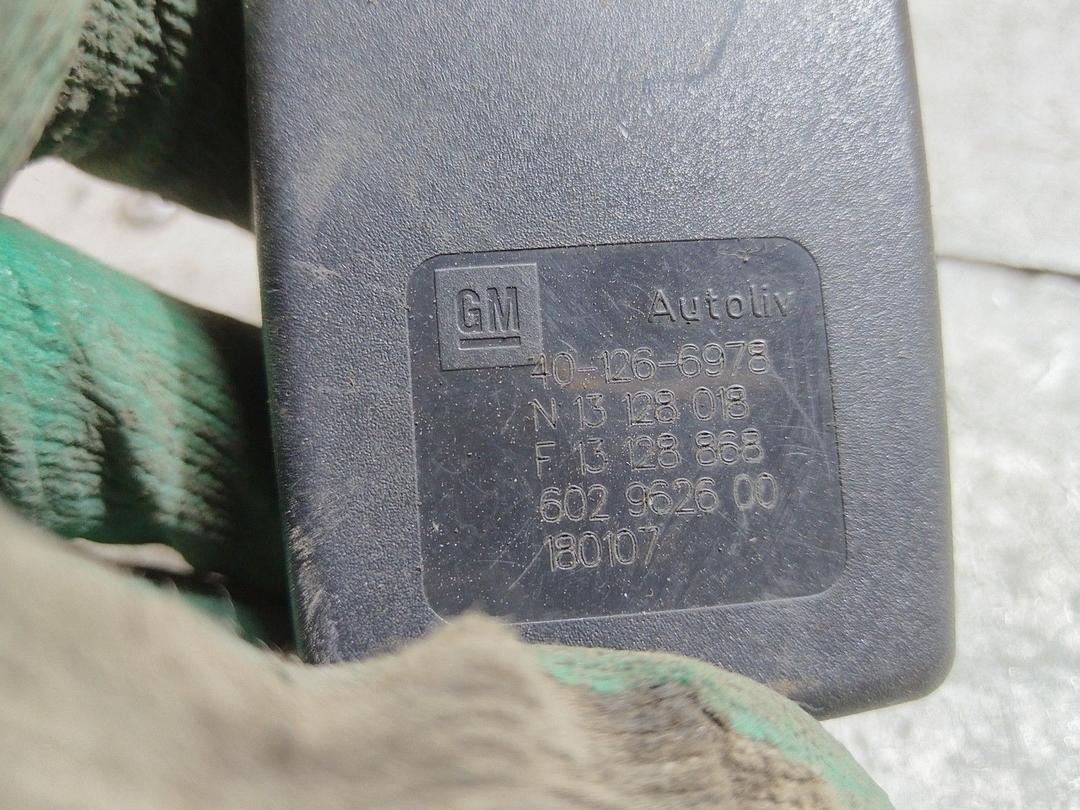 GM Autoliv
40-126-6978
N 13 128 018
F 13 128 868
602 9626 00
180107